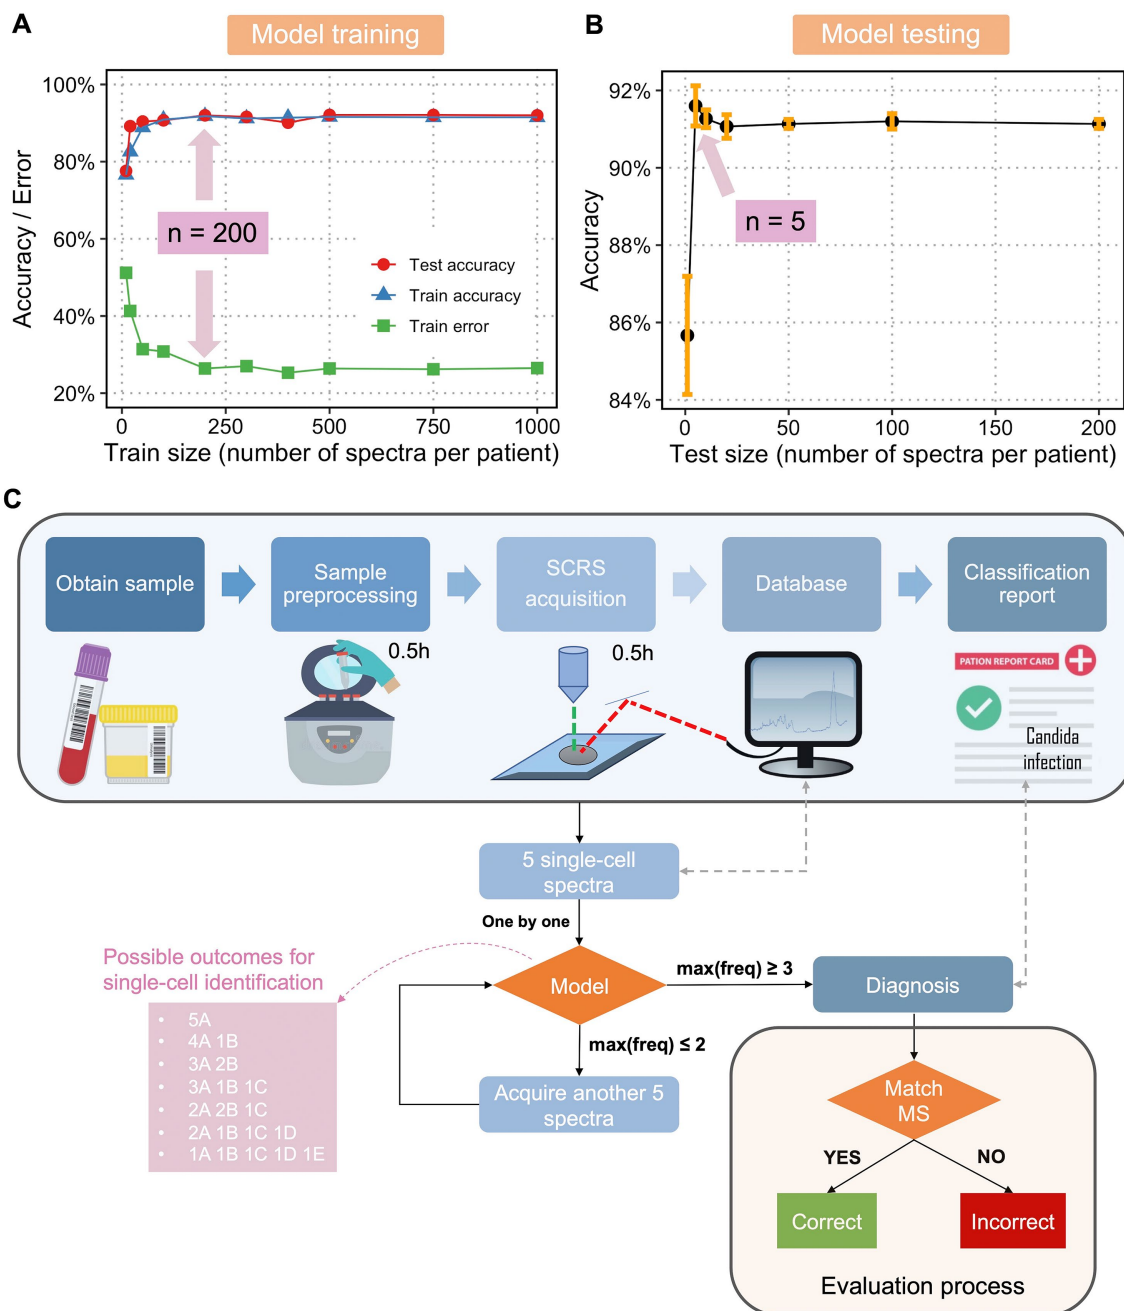 A
Model training
100%
80%
60%
40%
20%
Accuracy / Error
n = 200
Test accuracy
Train accuracy
Train error
0
250
500
750
1000
Train size (number of spectra per patient)
B
Model testing
92%
90%
88%
86%
84%
Accuracy
n = 5
0
50
100
150
200
Test size (number of spectra per patient)
C
Obtain sample
Sample
preprocessing
SCRS
acquisition
Database
Classification
report
0.5h
0.5h
PATION REPORT CARD
Candida
infection
5 single-cell
spectra
One by one
Possible outcomes for
single-cell identification
Model
max(freq) ≥ 3
Diagnosis
• 5A
• 4A 1B
• 3A 2B
• 3A 1B 1C
• 2A 2B 1C
• 2A 1B 1C 1D
• 1A 1B 1C 1D 1E
max(freq) ≤ 2
Acquire another 5
spectra
Match
MS
YES
NO
Correct
Incorrect
Evaluation process